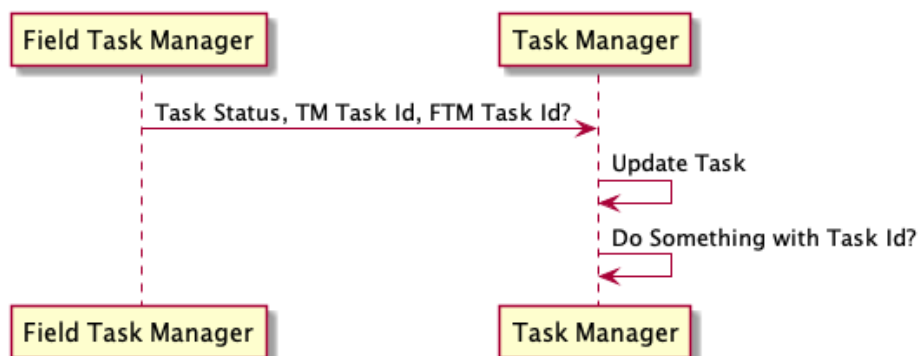 Field Task Manager
Task Manager
Task Status, TM Task Id, FTM Task Id?
Update Task
Do Something with Task Id?
Field Task Manager
Task Manager